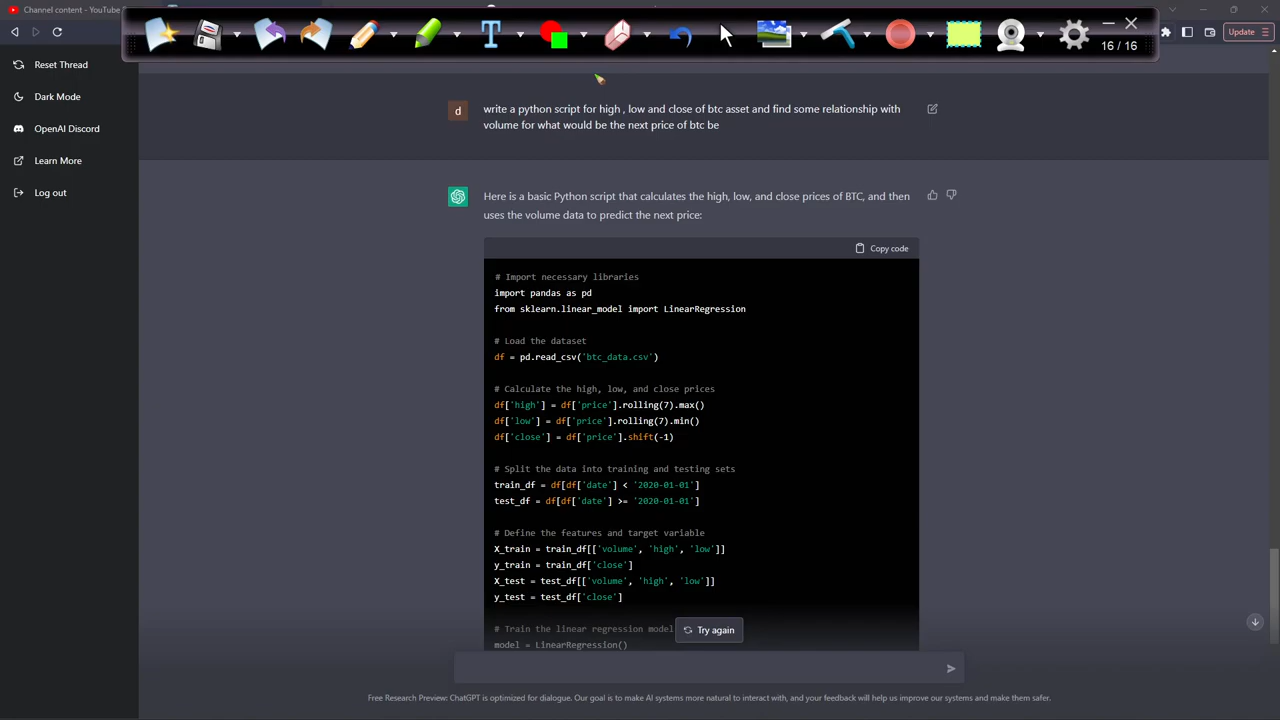 Channel content - YouTube
Update
16 / 16
Reset Thread
Dark Mode
OpenAI Discord
Learn More
Log out
d
write a python script for high , low and close of btc asset and find some relationship with
volume for what would be the next price of btc be
Here is a basic Python script that calculates the high, low, and close prices of BTC, and then
uses the volume data to predict the next price:
Copy code
# Import necessary libraries
import pandas as pd
from sklearn.linear_model import LinearRegression
# Load the dataset
df = pd.read_csv('btc_data.csv')
# Calculate the high, low, and close prices
df['high'] = df['price'].rolling(7).max()
df['low'] = df['price'].rolling(7).min()
df['close'] = df['price'].shift(-1)
# Split the data into training and testing sets
train_df = df[df['date'] < '2020-01-01']
test_df = df[df['date'] >= '2020-01-01']
# Define the features and target variable
X_train = train_df[['volume', 'high', 'low']]
y_train = train_df['close']
X_test = test_df[['volume', 'high', 'low']]
y_test = test_df['close']
# Train the linear regression model
Try again
model = LinearRegression()
Free Research Preview: ChatGPT is optimized for dialogue. Our goal is to make AI systems more natural to interact with, and your feedback will help us improve our systems and make them safer.